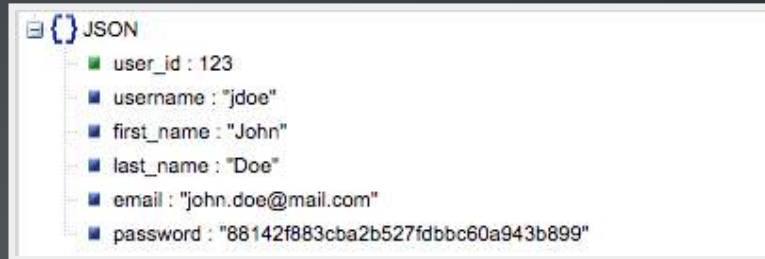 {} JSON
user_id : 123
username : "jdoe"
first_name : "John"
last_name : "Doe"
email : "john.doe@mail.com"
password : "88142f883cba2b527fdbbc60a943b899"